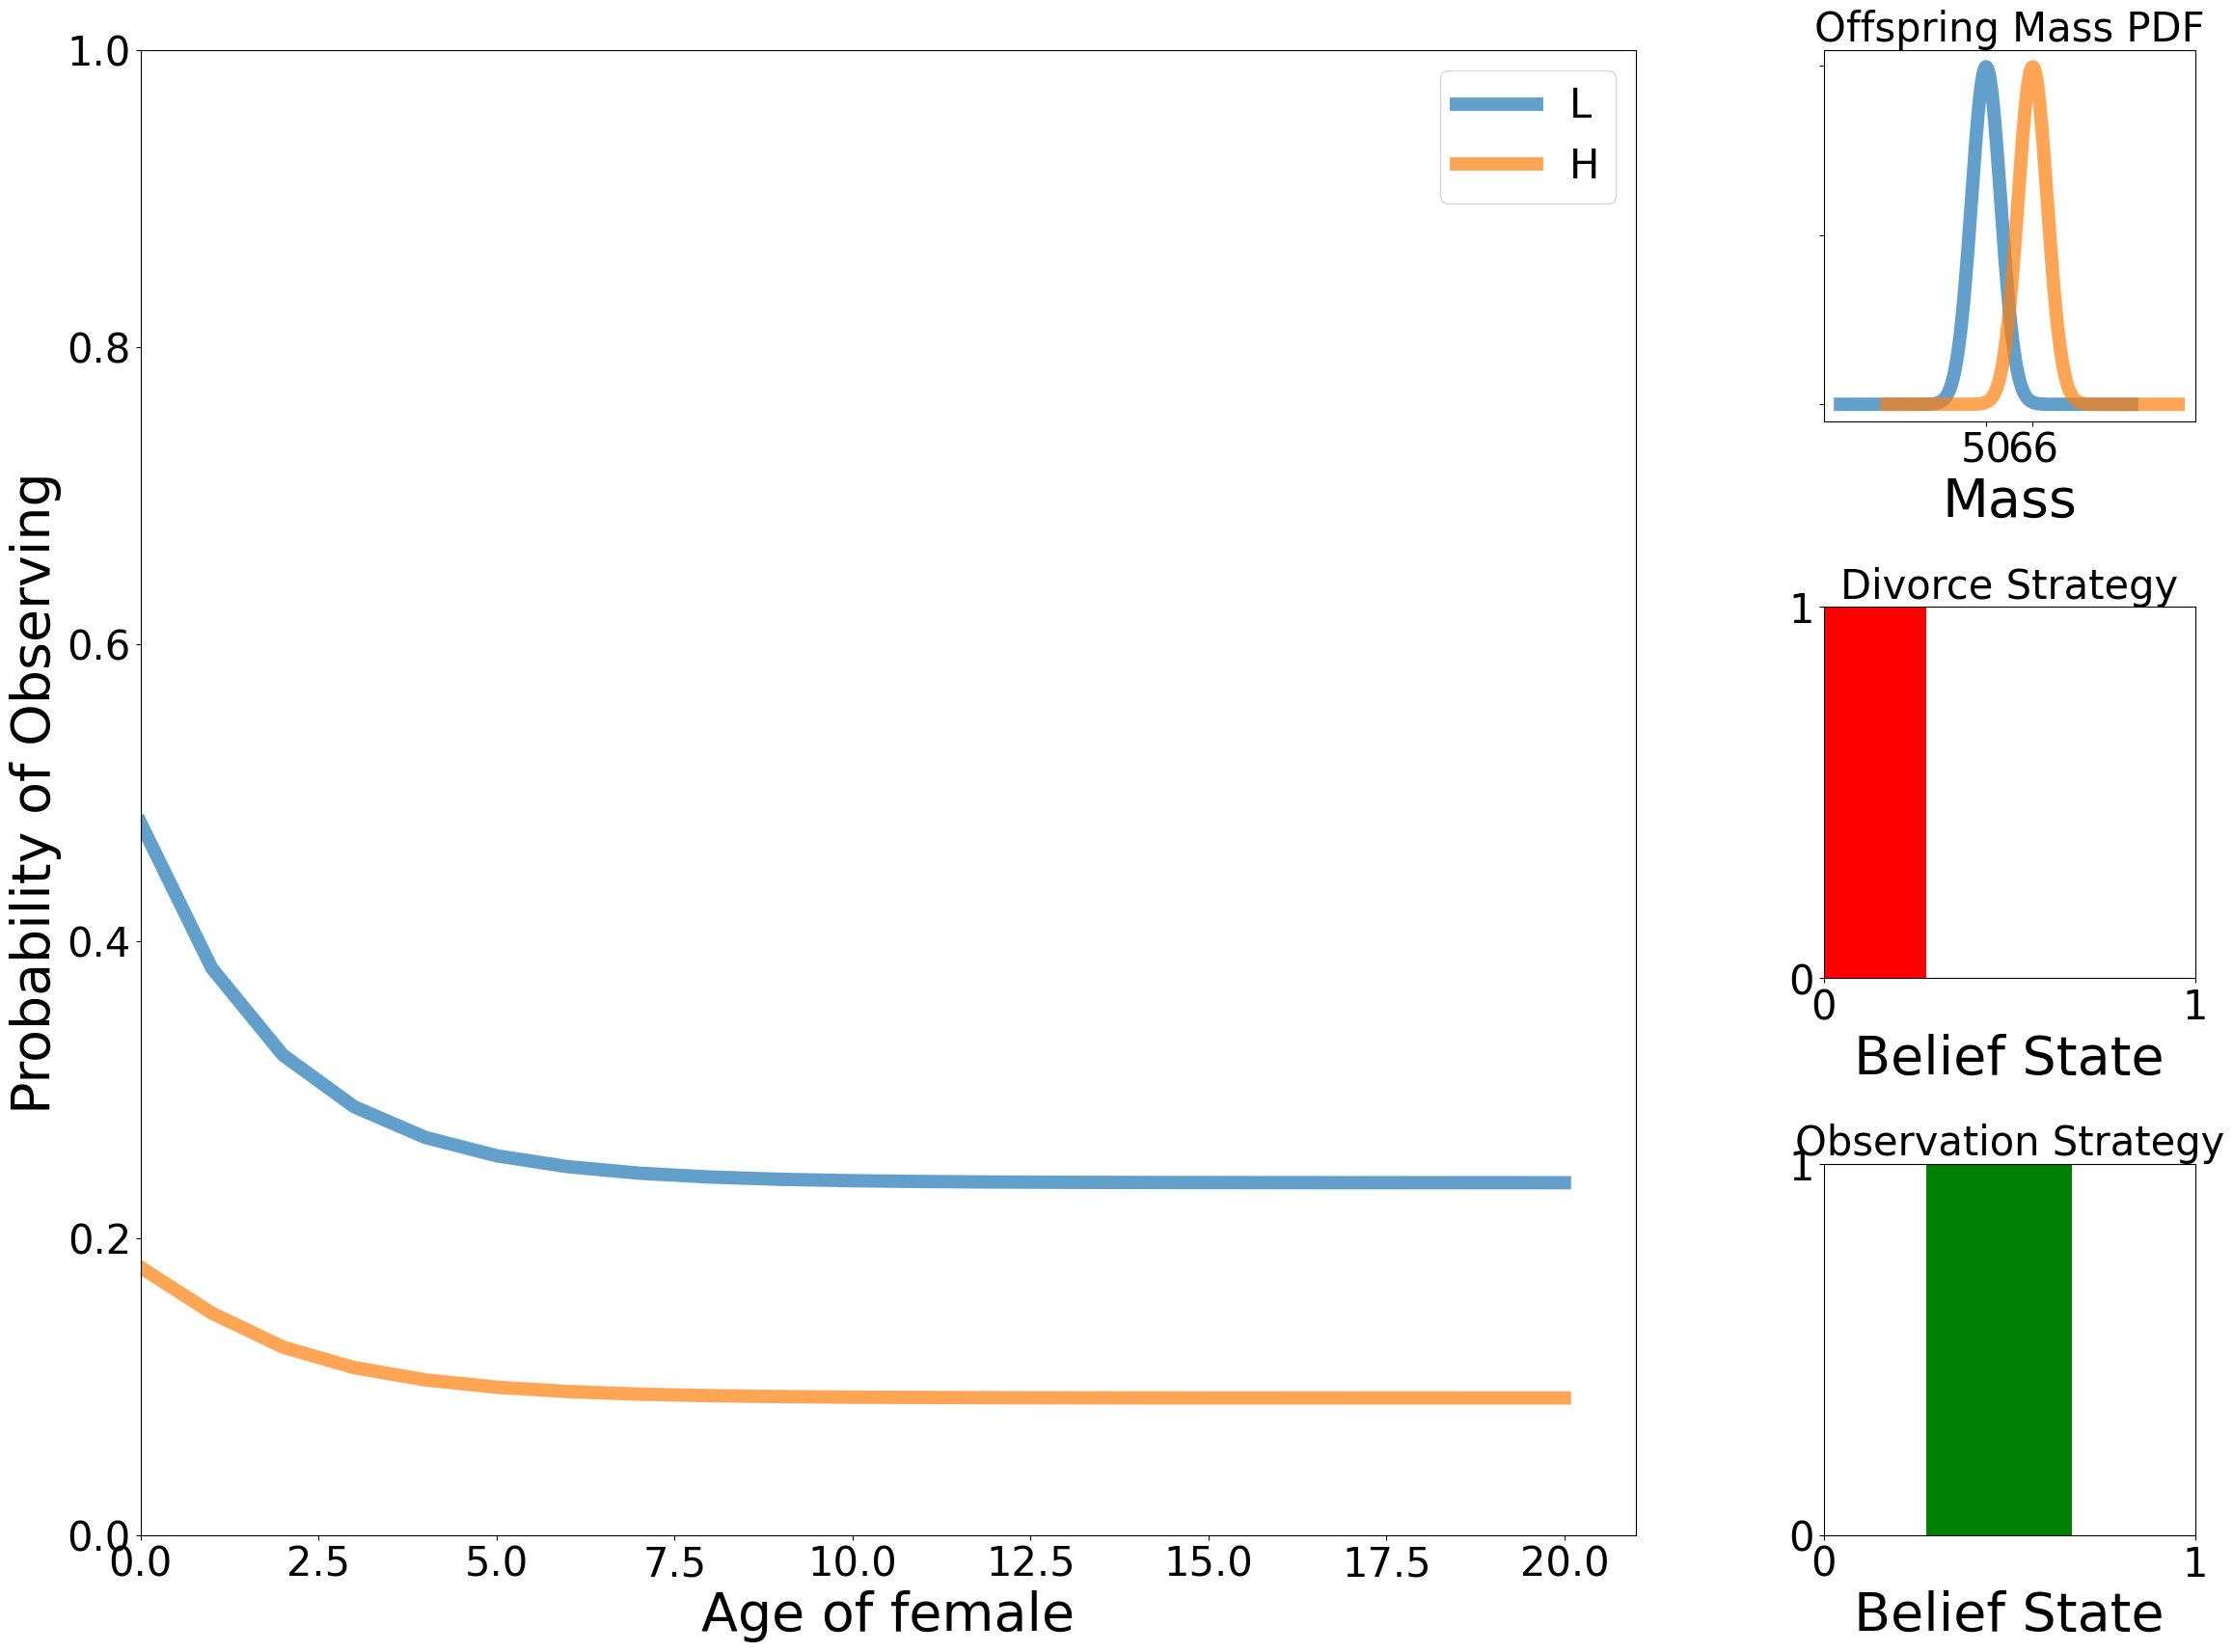 1.0
0.8
0.6
0.4
0.2
0.0
Probability of Observing
0.0 2.5 5.0 7.5 10.0 12.5 15.0 17.5 20.0
Age of female
L
H
Offspring Mass PDF
50 66
Mass
Divorce Strategy
1
0
0 1
Belief State
Observation Strategy
1
0
0 1
Belief State